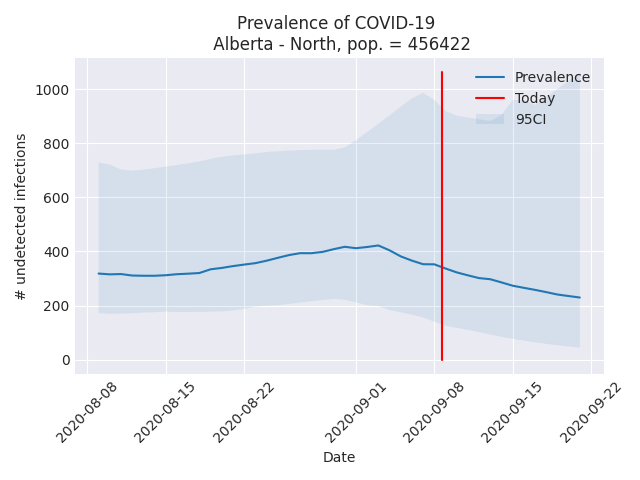 Prevalence of COVID-19
Alberta - North, pop. = 456422
Prevalence
Today
95CI
# undetected infections
1000
800
600
400
200
0
2020-08-08
2020-08-15
2020-08-22
2020-09-01
2020-09-08
2020-09-15
2020-09-22
Date